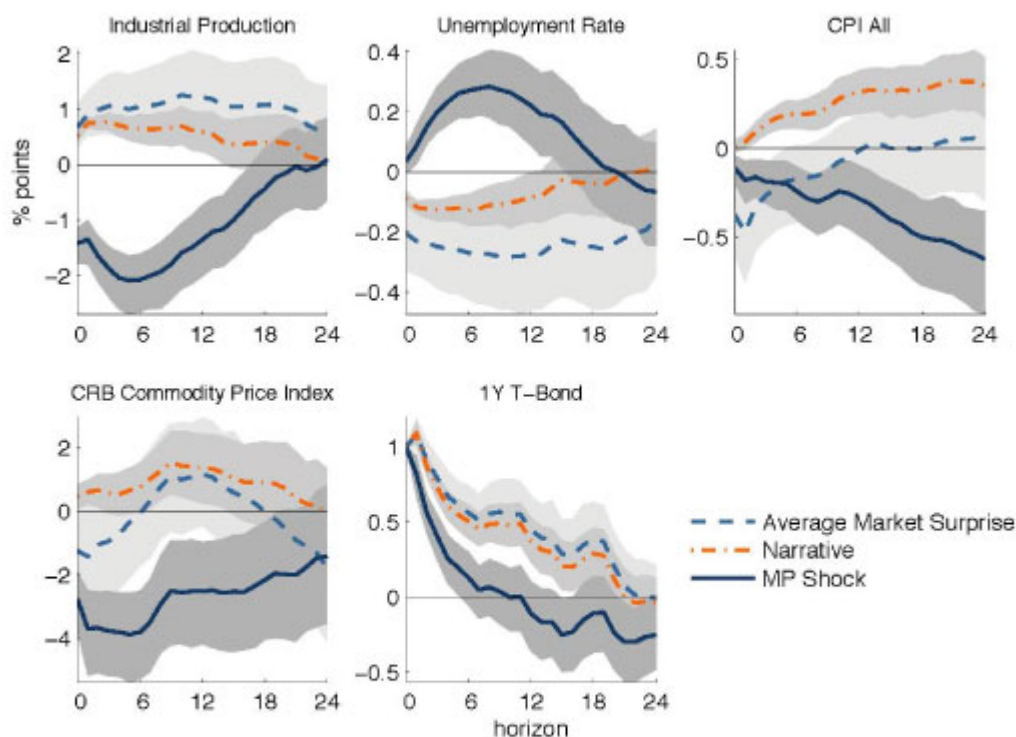 Industrial Production
Unemployment Rate
CPI All
% points
2
1
0
−1
−2
0 6 12 18 24
0.4
0.2
0
−0.2
−0.4
0 6 12 18 24
0.5
0
−0.5
0 6 12 18 24
CRB Commodity Price Index
1Y T−Bond
2
0
−2
−4
0 6 12 18 24
1
0.5
0
−0.5
0 6 12 18 24
horizon
Average Market Surprise
Narrative
MP Shock